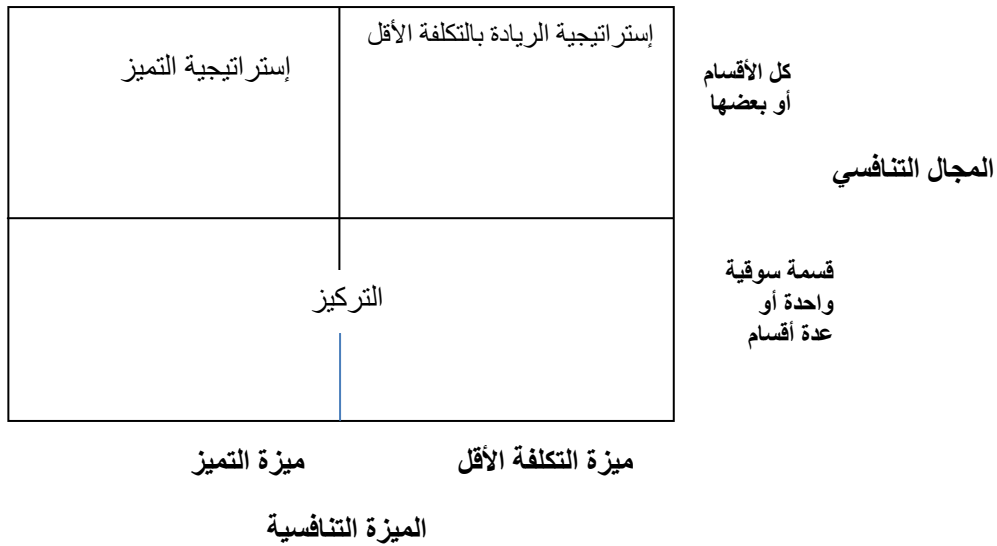 إستراتيجية الريادة بالتكلفة الأقل
إستراتيجية التميز
كل الأقسام
أو بعضها
المجال التنافسي
قسمة سوقية
واحدة أو
عدة أقسام
التركيز
ميزة التكلفة الأقل
ميزة التميز
الميزة التنافسية